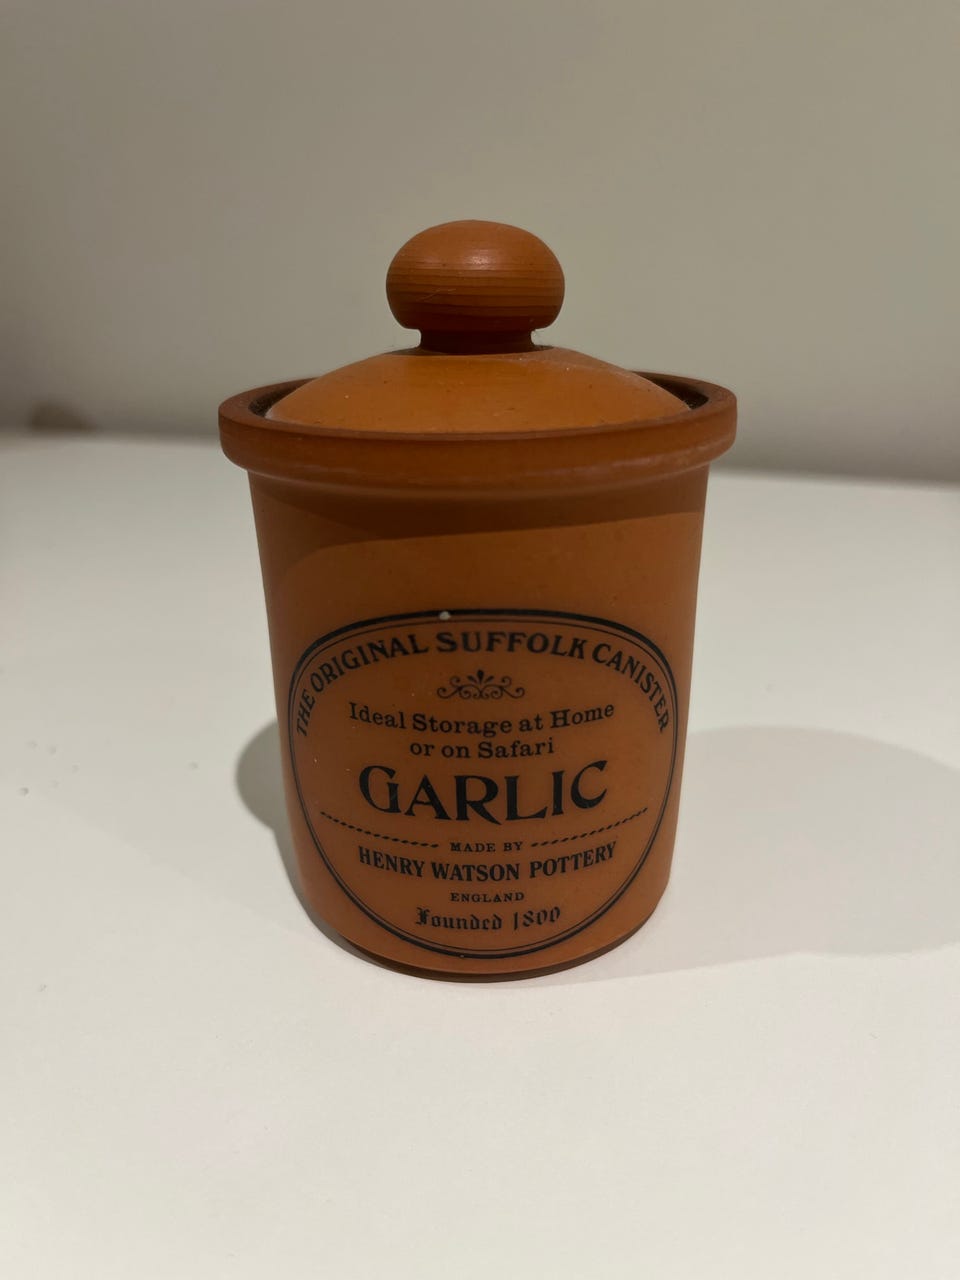 THE ORIGINAL SUFFOLK CANISTER
Ideal Storage at Home
or on Safari
GARLIC
MADE BY
HENRY WATSON POTTERY
ENGLAND
Founded 1800